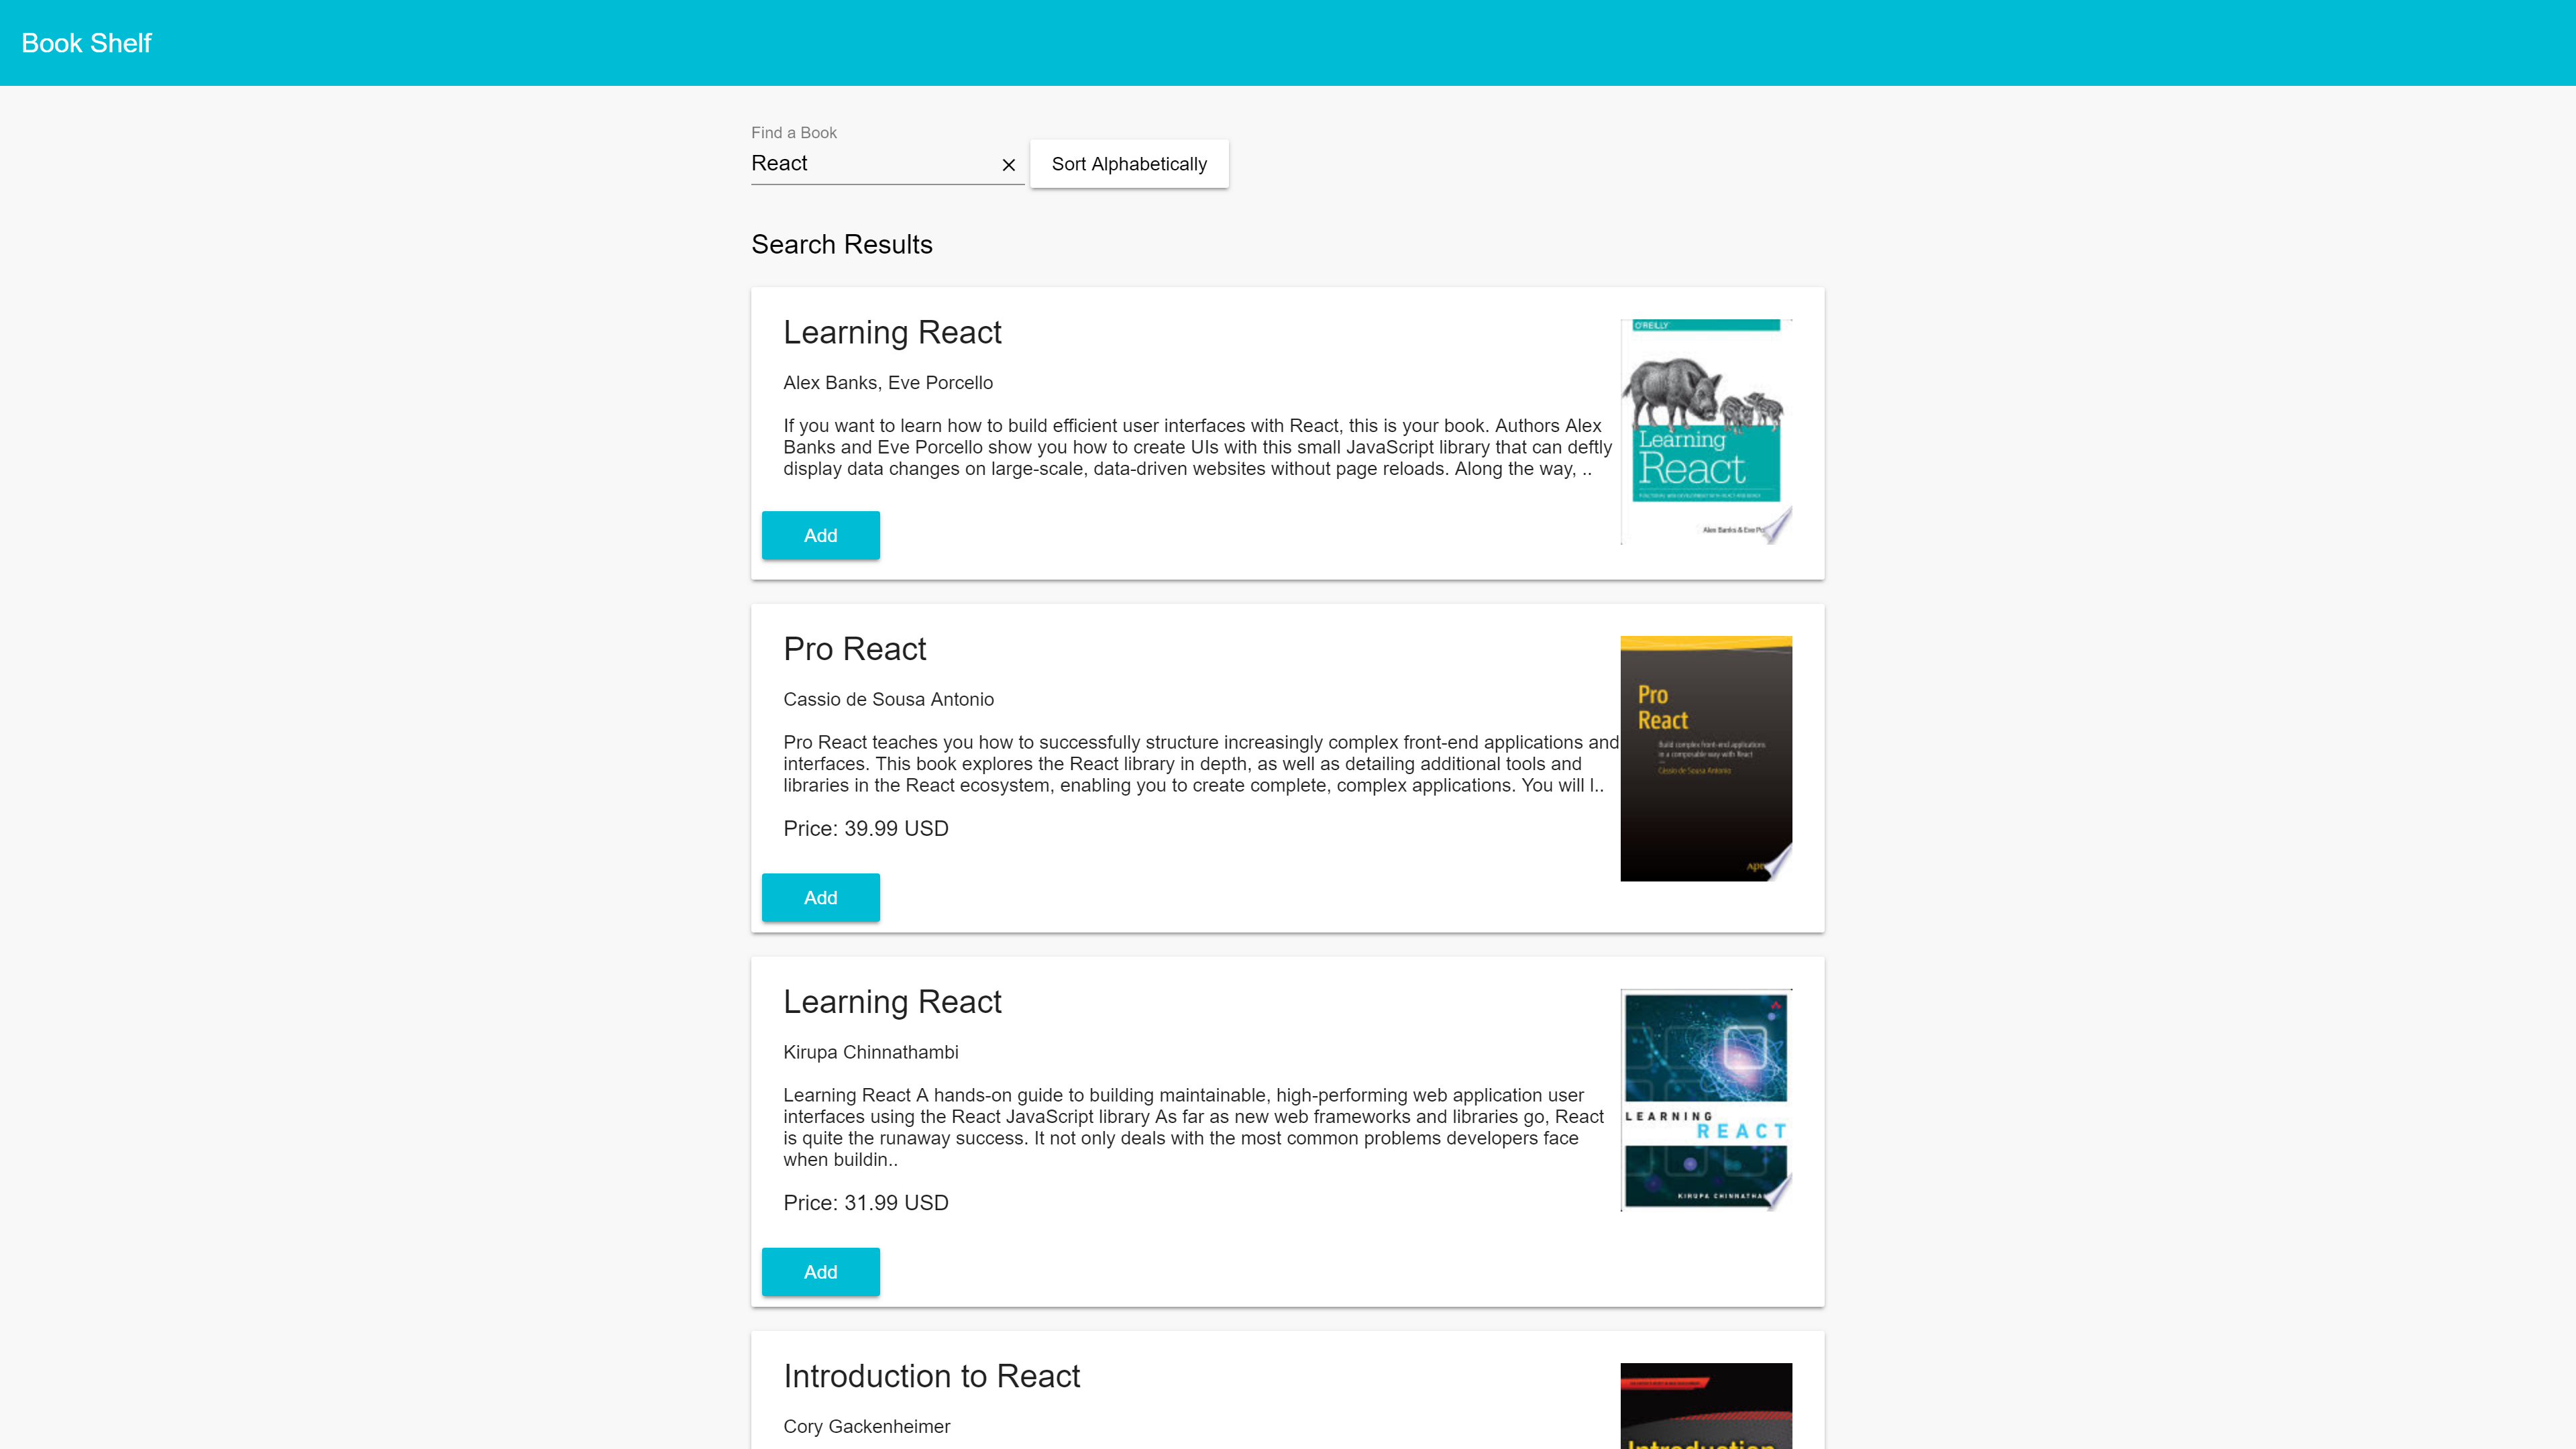 Book Shelf
Find a Book
React
Sort Alphabetically
Search Results
Learning React
Alex Banks, Eve Porcello
If you want to learn how to build efficient user interfaces with React, this is your book. Authors Alex
Banks and Eve Porcello show you how to create UIs with this small JavaScript library that can deftly
display data changes on large-scale, data-driven websites without page reloads. Along the way, ..
Add
O'REILLY
Learning
React
Alex Banks & Eve
Pro React
Cassio de Sousa Antonio
Pro React teaches you how to successfully structure increasingly complex front-end applications and
interfaces. This book explores the React library in depth, as well as detailing additional tools and
libraries in the React ecosystem, enabling you to create complete, complex applications. You will l..
Price: 39.99 USD
Add
Pro
React
Build complex front-end applications
in a composable way with React
Cássio de Sousa Antonio
Learning React
Kirupa Chinnathambi
Learning React A hands-on guide to building maintainable, high-performing web application user
interfaces using the React JavaScript library As far as new web frameworks and libraries go, React
is quite the runaway success. It not only deals with the most common problems developers face
when buildin..
Price: 31.99 USD
Add
LEARNING
REACT
KIRUPA CHINNATHA
Introduction to React
Cory Gackenheimer
Introduction